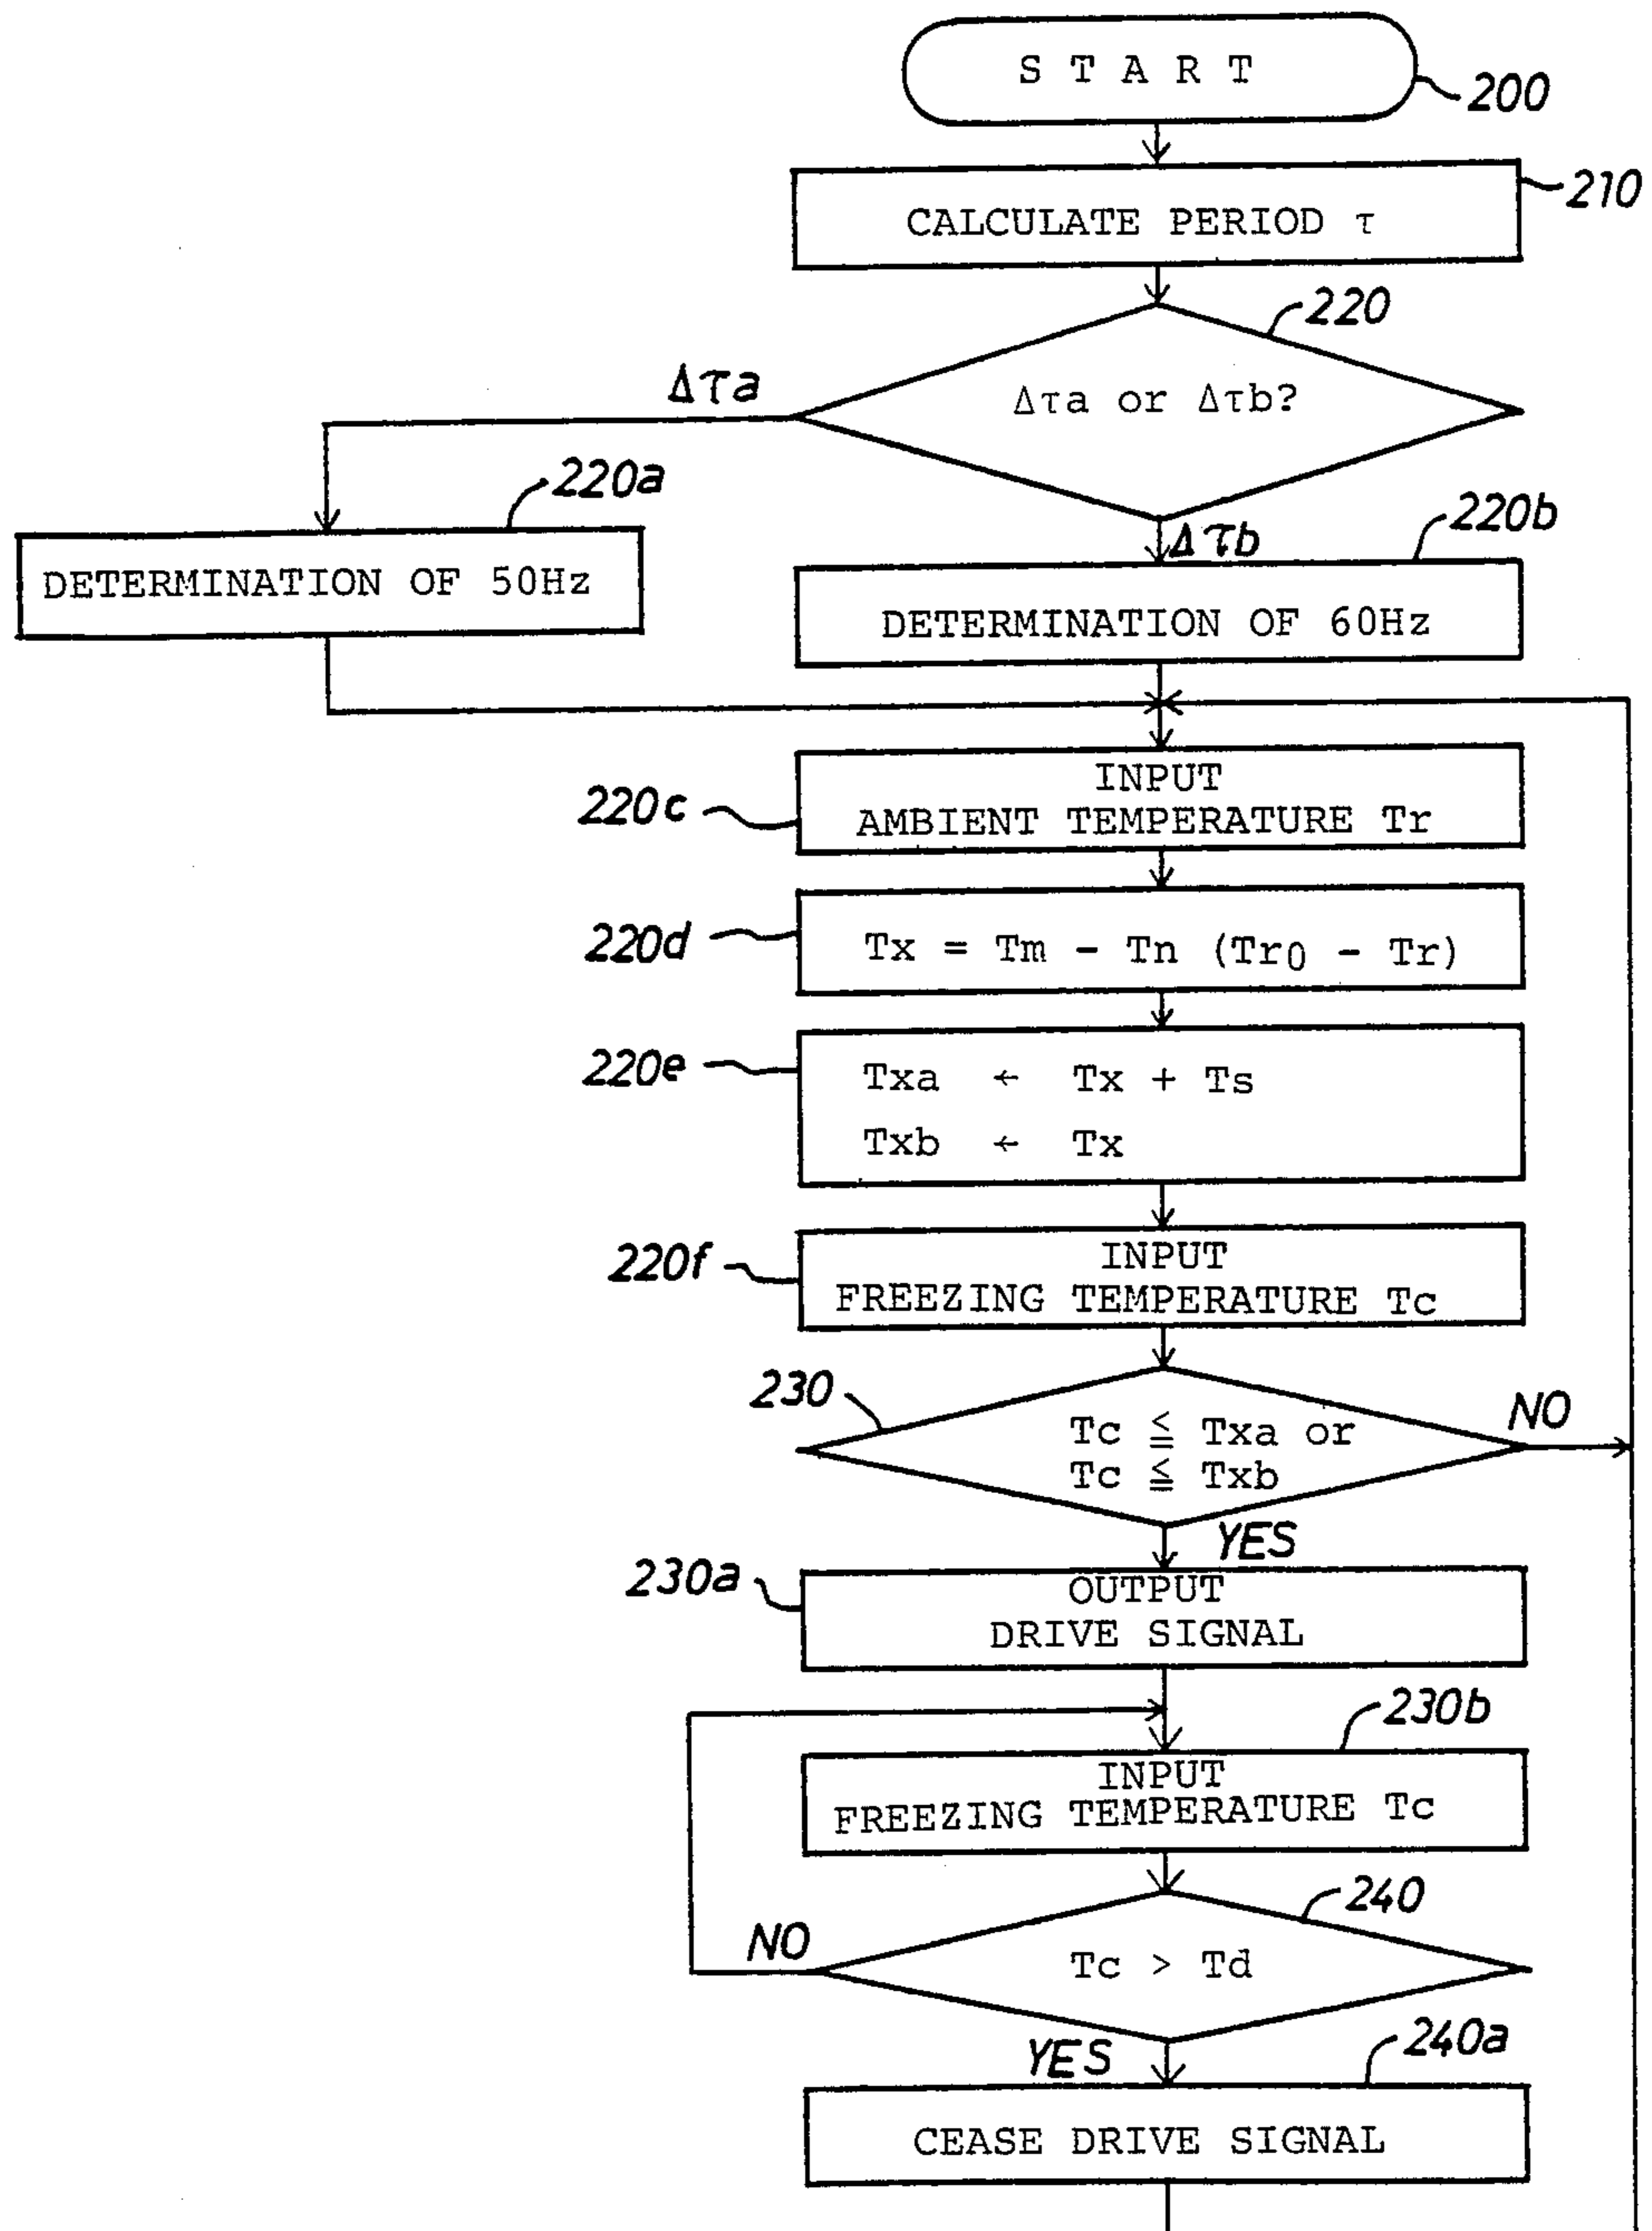 START
200
CALCULATE PERIOD τ
210
220
Δτa or Δτb?
Δτa
220a
DETERMINATION OF 50Hz
Δτb
220b
DETERMINATION OF 60Hz
220c
INPUT
AMBIENT TEMPERATURE Tr
220d
Tx = Tm - Tn (Tr0 - Tr)
220e
Txa ← Tx + Ts
Txb ← Tx
220f
INPUT
FREEZING TEMPERATURE Tc
230
Tc ≦ Txa or
Tc ≦ Txb
NO
YES
230a
OUTPUT
DRIVE SIGNAL
230b
INPUT
FREEZING TEMPERATURE Tc
240
Tc > Td
NO
YES
240a
CEASE DRIVE SIGNAL